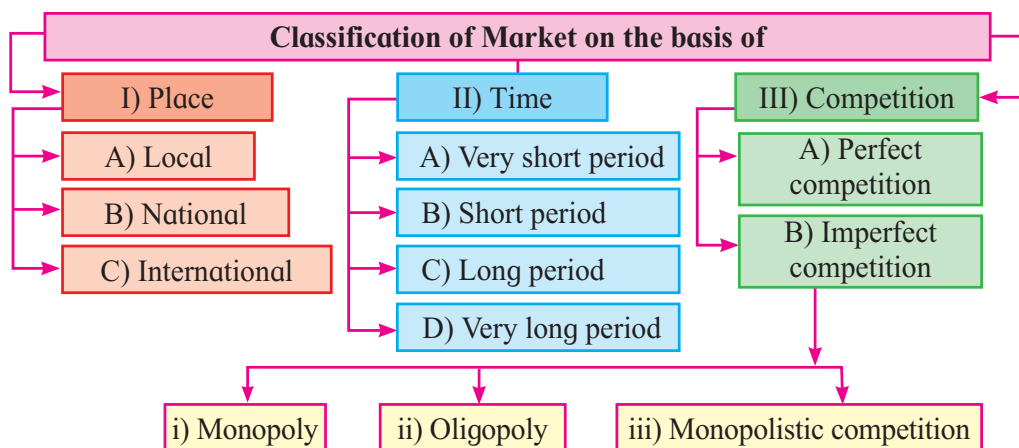 Classification of Market on the basis of
I) Place
A) Local
B) National
C) International
II) Time
A) Very short period
B) Short period
C) Long period
D) Very long period
III) Competition
A) Perfect
competition
B) Imperfect
competition
i) Monopoly
ii) Oligopoly
iii) Monopolistic competition